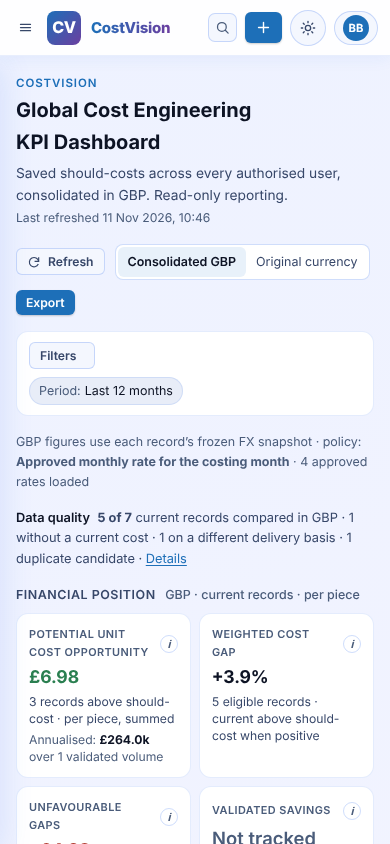 CV CostVision BB
COSTVISION
Global Cost Engineering
KPI Dashboard
Saved should-costs across every authorised user,
consolidated in GBP. Read-only reporting.
Last refreshed 11 Nov 2026, 10:46
Refresh Consolidated GBP Original currency
Export
Filters
Period: Last 12 months
GBP figures use each record’s frozen FX snapshot · policy:
Approved monthly rate for the costing month · 4 approved
rates loaded
Data quality 5 of 7 current records compared in GBP · 1
without a current cost · 1 on a different delivery basis · 1
duplicate candidate · Details
FINANCIAL POSITION GBP · current records · per piece
POTENTIAL UNIT
COST OPPORTUNITY i
£6.98
3 records above should-
cost · per piece, summed
Annualised: £264.0k
over 1 validated volume
WEIGHTED COST
GAP i
+3.9%
5 eligible records ·
current above should-
cost when positive
UNFAVOURABLE
GAPS i
VALIDATED SAVINGS i
Not tracked